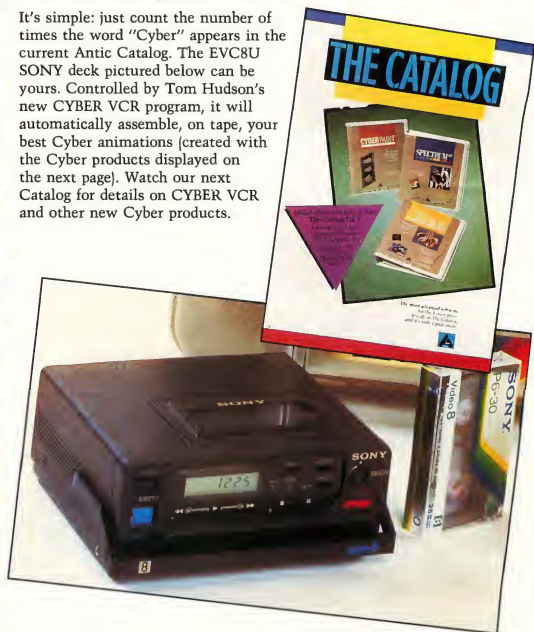 It's simple: just count the number of
times the word "Cyber" appears in the
current Antic Catalog. The EVC8U
SONY deck pictured below can be
yours. Controlled by Tom Hudson's
new CYBER VCR program, it will
automatically assemble, on tape, your
best Cyber animations (created with
the Cyber products displayed on
the next page). Watch our next
Catalog for details on CYBER VCR
and other new Cyber products.
THE CATALOG
CYBERPAINT
SPECTRUM
SONY
SONY
1225
8
Video 8
SONY
P6-30